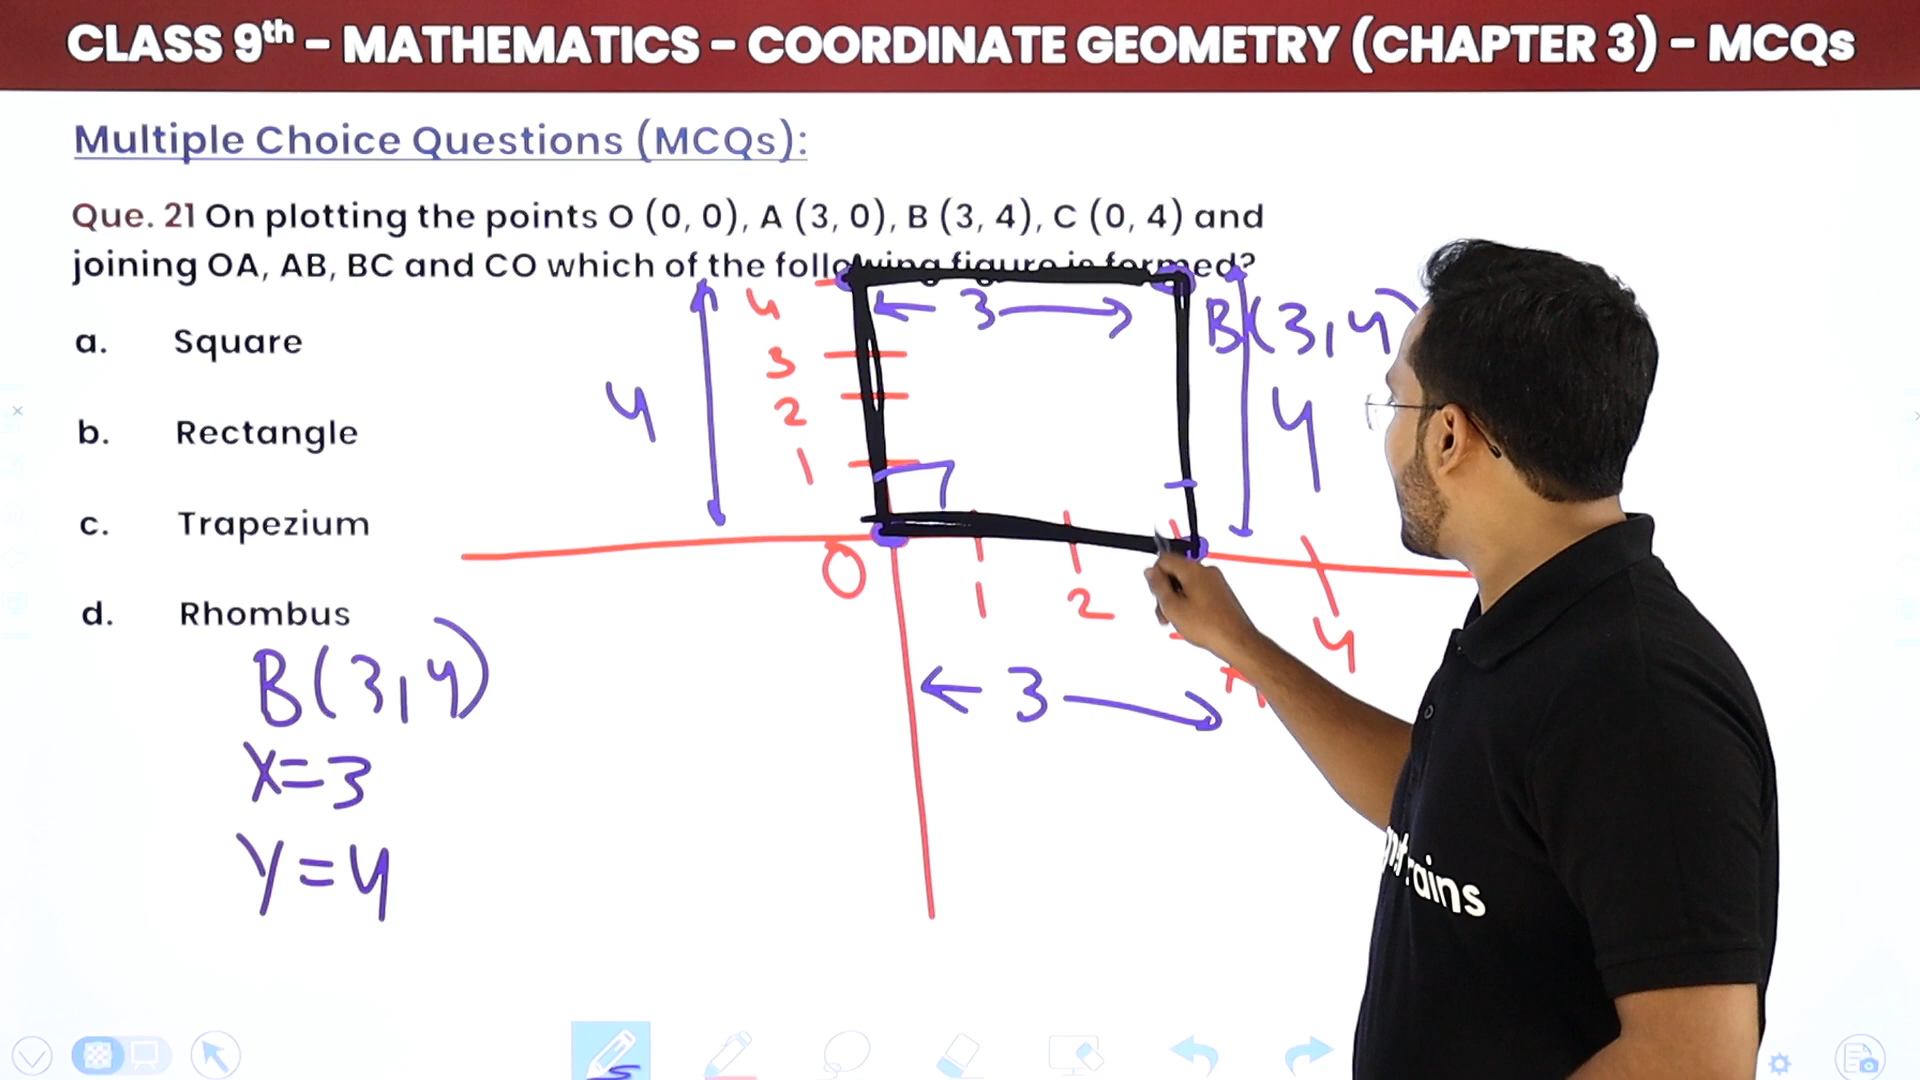 CLASS 9th – MATHEMATICS – COORDINATE GEOMETRY (CHAPTER 3) – MCQs
Multiple Choice Questions (MCQs):
Que. 21 On plotting the points O (0, 0), A (3, 0), B (3, 4), C (0, 4) and
joining OA, AB, BC and CO which of the following figure is formed?
a. Square
b. Rectangle
c. Trapezium
d. Rhombus
B(3,4)
x=3
y=4
4
4
3
2
1
3
B(3,4)
4
O
1
2
4
3
rains